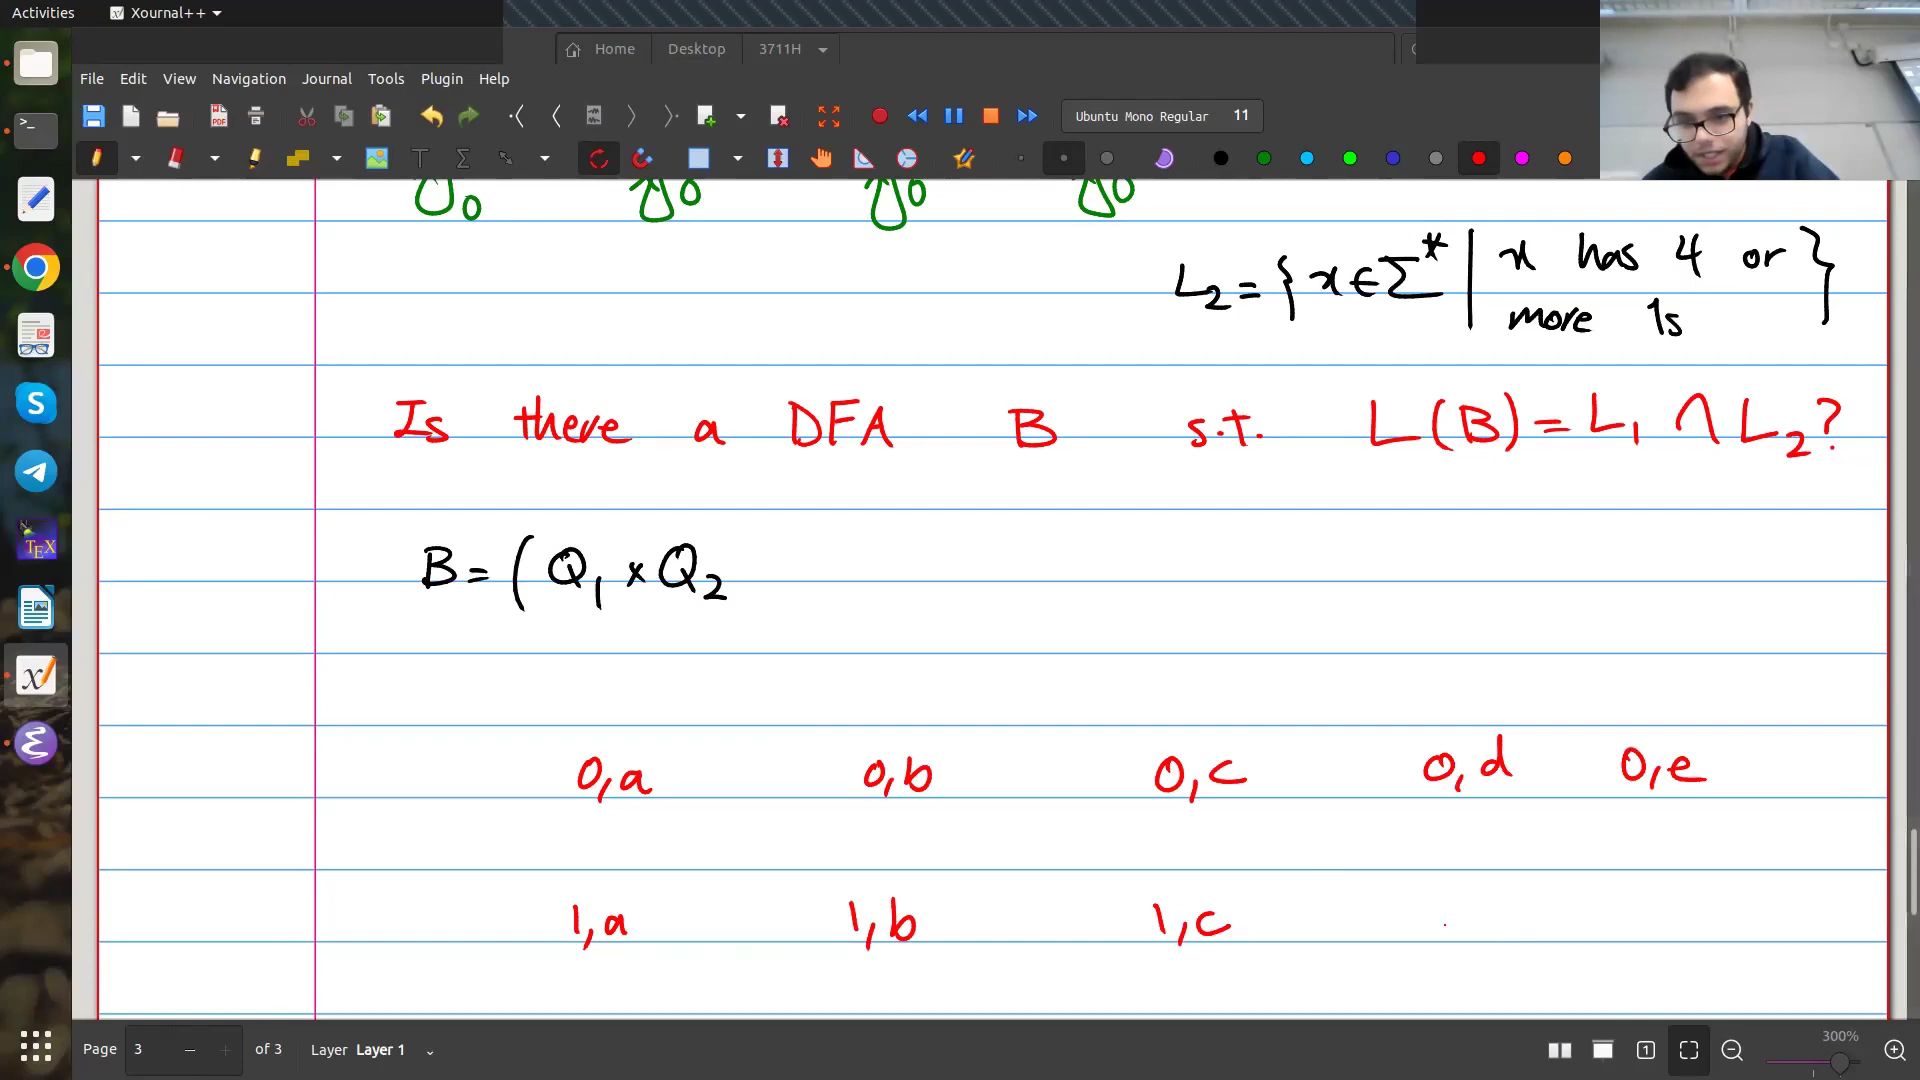 Activities Xournal++
Home Desktop 3711H
File Edit View Navigation Journal Tools Plugin Help
Ubuntu Mono Regular 11
0 0 0 0
L₂ = { x ∈ Σ* | x has 4 or
more 1s }
Is there a DFA B s.t. L(B) = L₁ ∩ L₂?
B = ( Q₁ × Q₂
0,a 0,b 0,c 0,d 0,e
1,a 1,b 1,c
Page 3 of 3 Layer Layer 1 300%